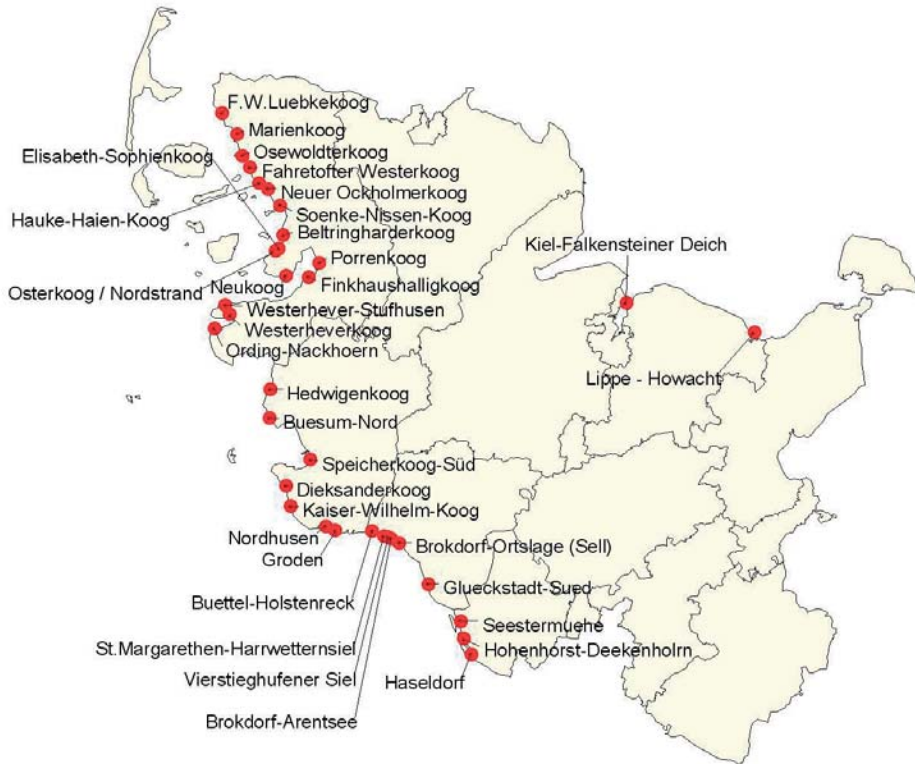 F.W.Luebkekoog
Marienkoog
Elisabeth-Sophienkoog
Osewoldterkoog
Fahretofter Westerkoog
Neuer Ockholmerkoog
Hauke-Haien-Koog
Soenke-Nissen-Koog
Beltringharderkoog
Kiel-Falkensteiner Deich
Porrenkoog
Osterkoog / Nordstrand
Neukoog
Finkhaushalligkoog
Westerhever-Stufhusen
Westerheverkoog
Ording-Nackhoern
Lippe - Howacht
Hedwigenkoog
Buesum-Nord
Speicherkoog-Süd
Dieksanderkoog
Kaiser-Wilhelm-Koog
Nordhusen
Groden
Brokdorf-Ortslage (Sell)
Glueckstadt-Sued
Buettel-Holstenreck
Seestermuehe
St.Margarethen-Harrwetternsiel
Hohenhorst-Deekenholrn
Vierstieghufener Siel
Haseldorf
Brokdorf-Arentsee